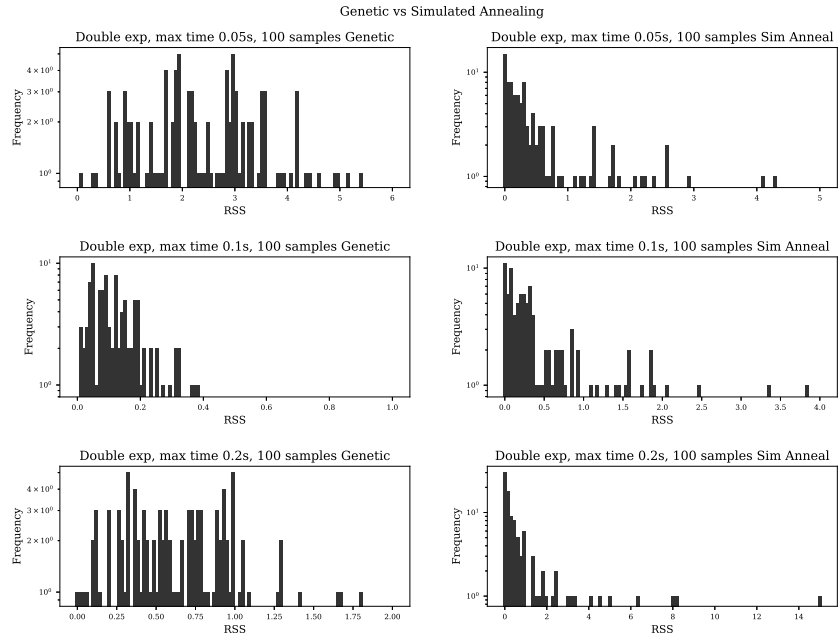 Genetic vs Simulated Annealing
Double exp, max time 0.05s, 100 samples Genetic
Frequency
4 × 10⁰
3 × 10⁰
2 × 10⁰
10⁰
0 1 2 3 4 5 6
RSS
Double exp, max time 0.05s, 100 samples Sim Anneal
Frequency
10¹
10⁰
0 1 2 3 4 5
RSS
Double exp, max time 0.1s, 100 samples Genetic
Frequency
10¹
10⁰
0.0 0.2 0.4 0.6 0.8 1.0
RSS
Double exp, max time 0.1s, 100 samples Sim Anneal
Frequency
10¹
10⁰
0.0 0.5 1.0 1.5 2.0 2.5 3.0 3.5 4.0
RSS
Double exp, max time 0.2s, 100 samples Genetic
Frequency
4 × 10⁰
3 × 10⁰
2 × 10⁰
10⁰
0.00 0.25 0.50 0.75 1.00 1.25 1.50 1.75 2.00
RSS
Double exp, max time 0.2s, 100 samples Sim Anneal
Frequency
10¹
10⁰
0 2 4 6 8 10 12 14
RSS